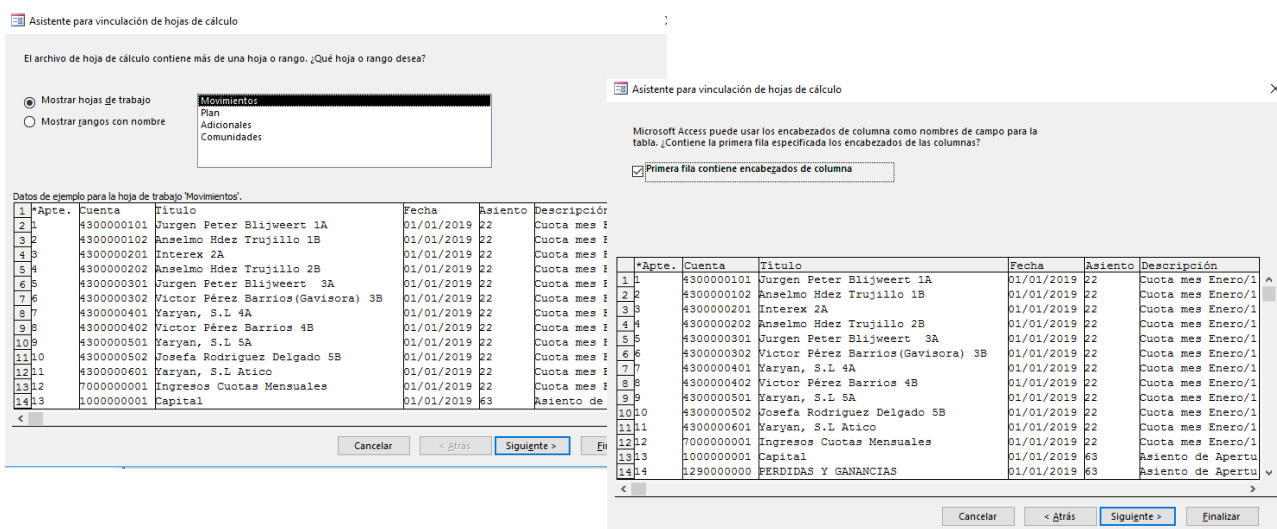 Asistente para vinculación de hojas de cálculo
El archivo de hoja de cálculo contiene más de una hoja o rango. ¿Qué hoja o rango desea?
Mostrar hojas de trabajo
Mostrar rangos con nombre
Movimientos
Plan
Adicionales
Comunidades
Datos de ejemplo para la hoja de trabajo 'Movimientos'.
1 *Apte. Cuenta Título Fecha Asiento Descripción
2 1 4300000101 Jurgen Peter Blijweert 1A 01/01/2019 22 Cuota mes
3 2 4300000102 Anselmo Hdez Trujillo 1B 01/01/2019 22 Cuota mes
4 3 4300000201 Interex 2A 01/01/2019 22 Cuota mes
5 4 4300000202 Anselmo Hdez Trujillo 2B 01/01/2019 22 Cuota mes
6 5 4300000301 Jurgen Peter Blijweert 3A 01/01/2019 22 Cuota mes
7 6 4300000302 Victor Pérez Barrios(Gavisora) 3B 01/01/2019 22 Cuota mes
8 7 4300000401 Yaryan, S.L 4A 01/01/2019 22 Cuota mes
9 8 4300000402 Victor Pérez Barrios 4B 01/01/2019 22 Cuota mes
10 9 4300000501 Yaryan, S.L 5A 01/01/2019 22 Cuota mes
11 10 4300000502 Josefa Rodriguez Delgado 5B 01/01/2019 22 Cuota mes
12 11 4300000601 Yaryan, S.L Atico 01/01/2019 22 Cuota mes
13 12 7000000001 Ingresos Cuotas Mensuales 01/01/2019 22 Cuota mes
14 13 1000000001 Capital 01/01/2019 63 Asiento de
Cancelar < Atrás Siguiente >
Asistente para vinculación de hojas de cálculo
Microsoft Access puede usar los encabezados de columna como nombres de campo para la
tabla. ¿Contiene la primera fila especificada los encabezados de las columnas?
Primera fila contiene encabezados de columna
*Apte. Cuenta Título Fecha Asiento Descripción
1 1 4300000101 Jurgen Peter Blijweert 1A 01/01/2019 22 Cuota mes Enero/1
2 2 4300000102 Anselmo Hdez Trujillo 1B 01/01/2019 22 Cuota mes Enero/1
3 3 4300000201 Interex 2A 01/01/2019 22 Cuota mes Enero/1
4 4 4300000202 Anselmo Hdez Trujillo 2B 01/01/2019 22 Cuota mes Enero/1
5 5 4300000301 Jurgen Peter Blijweert 3A 01/01/2019 22 Cuota mes Enero/1
6 6 4300000302 Victor Pérez Barrios(Gavisora) 3B 01/01/2019 22 Cuota mes Enero/1
7 7 4300000401 Yaryan, S.L 4A 01/01/2019 22 Cuota mes Enero/1
8 8 4300000402 Victor Pérez Barrios 4B 01/01/2019 22 Cuota mes Enero/1
9 9 4300000501 Yaryan, S.L 5A 01/01/2019 22 Cuota mes Enero/1
10 10 4300000502 Josefa Rodriguez Delgado 5B 01/01/2019 22 Cuota mes Enero/1
11 11 4300000601 Yaryan, S.L Atico 01/01/2019 22 Cuota mes Enero/1
12 12 7000000001 Ingresos Cuotas Mensuales 01/01/2019 22 Cuota mes Enero/1
13 13 1000000001 Capital 01/01/2019 63 Asiento de Apertu
14 14 1290000000 PERDIDAS Y GANANCIAS 01/01/2019 63 Asiento de Apertu
Cancelar < Atrás Siguiente > Finalizar